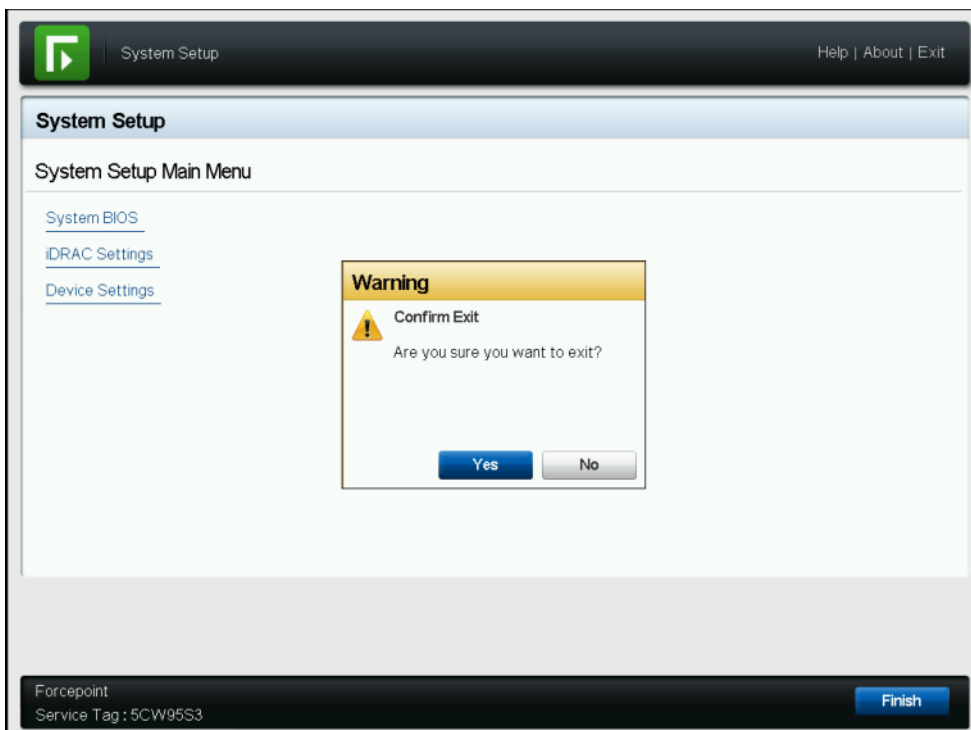 System Setup
Help | About | Exit
System Setup
System Setup Main Menu
System BIOS
iDRAC Settings
Device Settings
Warning
Confirm Exit
Are you sure you want to exit?
Yes
No
Forcepoint
Service Tag : 5CW95S3
Finish